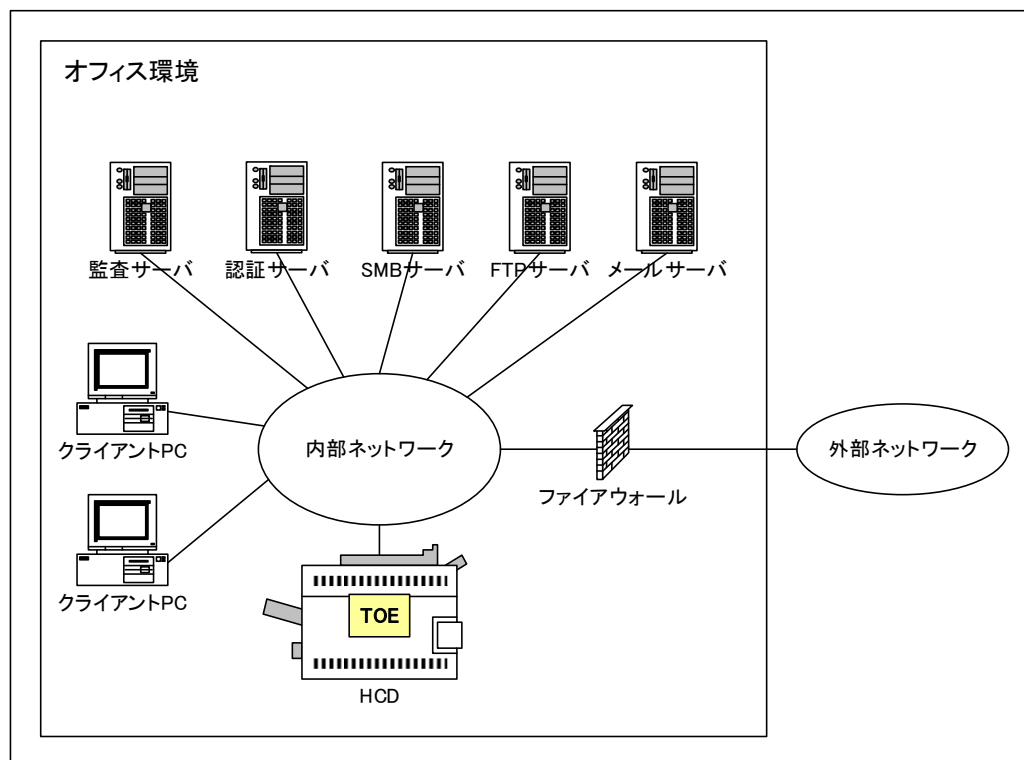 オフィス環境
監査サーバ
認証サーバ
SMBサーバ
FTPサーバ
メールサーバ
クライアントPC
内部ネットワーク
外部ネットワーク
ファイアウォール
クライアントPC
TOE
HCD